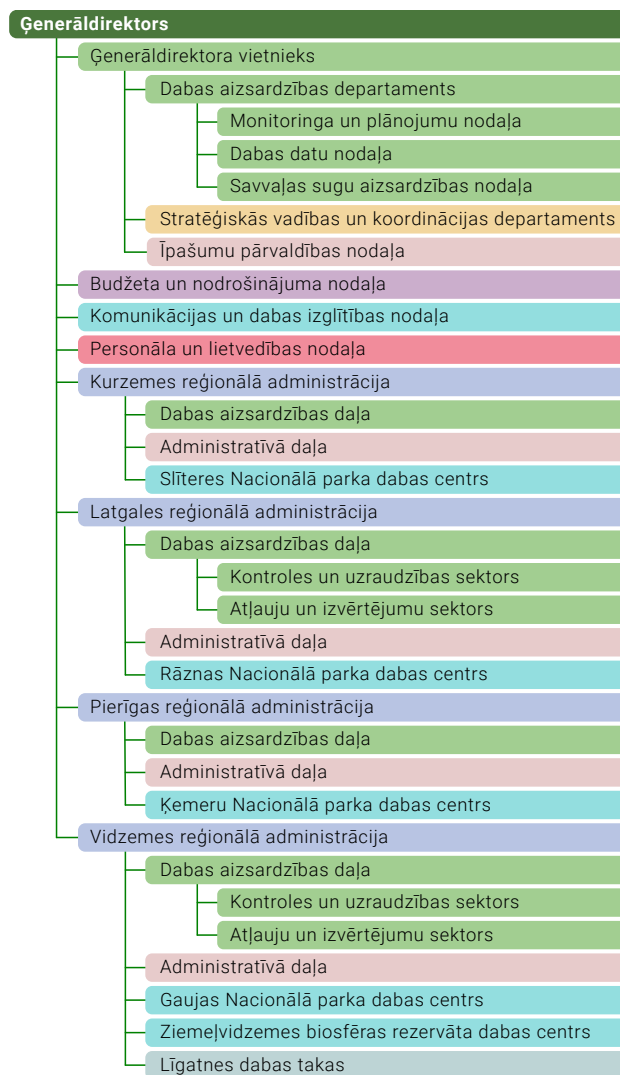 Ģenerāldirektors
Ģenerāldirektora vietnieks
Dabas aizsardzības departaments
Monitoringa un plānojumu nodaļa
Dabas datu nodaļa
Savvaļas sugu aizsardzības nodaļa
Stratēģiskās vadības un koordinācijas departaments
Īpašumu pārvaldības nodaļa
Budžeta un nodrošinājuma nodaļa
Komunikācijas un dabas izglītības nodaļa
Personāla un lietvedības nodaļa
Kurzemes reģionālā administrācija
Dabas aizsardzības daļa
Administratīvā daļa
Slīteres Nacionālā parka dabas centrs
Latgales reģionālā administrācija
Dabas aizsardzības daļa
Kontroles un uzraudzības sektors
Atļauju un izvērtējumu sektors
Administratīvā daļa
Rāznas Nacionālā parka dabas centrs
Pierīgas reģionālā administrācija
Dabas aizsardzības daļa
Administratīvā daļa
Ķemeru Nacionālā parka dabas centrs
Vidzemes reģionālā administrācija
Dabas aizsardzības daļa
Kontroles un uzraudzības sektors
Atļauju un izvērtējumu sektors
Administratīvā daļa
Gaujas Nacionālā parka dabas centrs
Ziemeļvidzemes biosfēras rezervāta dabas centrs
Līgatnes dabas takas